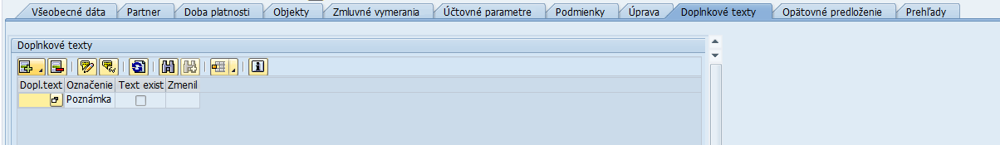 Všeobecné dáta Partner Doba platnosti Objekty Zmluvné vymerania Účtovné parametre Podmienky Úprava Doplnkové texty Opätovné predloženie Prehľady
Doplnkové texty
Dopl.text Označenie Text exist Zmenil
Poznámka